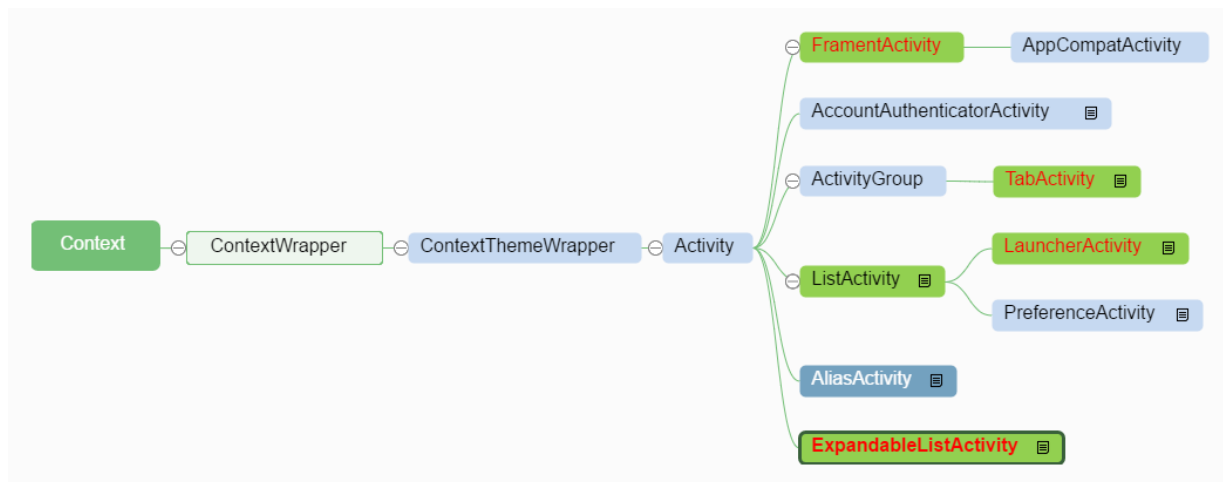 FramentActivity
AppCompatActivity
AccountAuthenticatorActivity
ActivityGroup
TabActivity
Context
ContextWrapper
ContextThemeWrapper
Activity
LauncherActivity
ListActivity
PreferenceActivity
AliasActivity
ExpandableListActivity